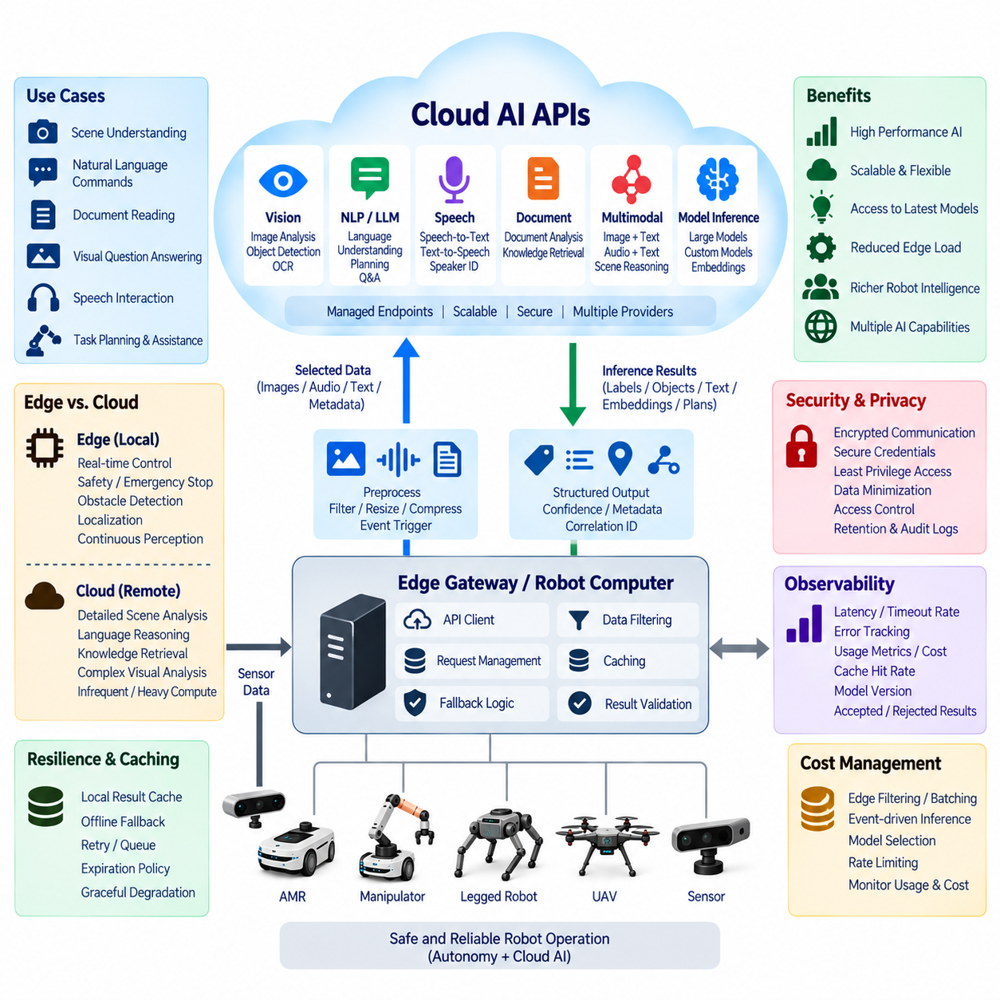 Cloud AI APIs
Vision
Image Analysis
Object Detection
OCR
NLP / LLM
Language
Understanding
Planning
Q&A
Speech
Speech-to-Text
Text-to-Speech
Speaker ID
Document
Document Analysis
Knowledge Retrieval
Multimodal
Image + Text
Audio + Text
Scene Reasoning
Model Inference
Large Models
Custom Models
Embeddings
Managed Endpoints | Scalable | Secure | Multiple Providers
Use Cases
Scene Understanding
Natural Language
Commands
Document Reading
Visual Question Answering
Speech Interaction
Task Planning & Assistance
Benefits
High Performance AI
Scalable & Flexible
Access to Latest Models
Reduced Edge Load
Richer Robot Intelligence
Multiple AI Capabilities
Selected Data
(Images / Audio / Text /
Metadata)
Inference Results
(Labels / Objects / Text /
Embeddings / Plans)
Preprocess
Filter / Resize / Compress
Event Trigger
Structured Output
Confidence / Metadata
Correlation ID
Edge vs. Cloud
Edge (Local)
Real-time Control
Safety / Emergency Stop
Obstacle Detection
Localization
Continuous Perception
Cloud (Remote)
Detailed Scene Analysis
Language Reasoning
Knowledge Retrieval
Complex Visual Analysis
Infrequent / Heavy Compute
Security & Privacy
Encrypted Communication
Secure Credentials
Least Privilege Access
Data Minimization
Access Control
Retention & Audit Logs
Edge Gateway / Robot Computer
API Client
Data Filtering
Request Management
Caching
Fallback Logic
Result Validation
Sensor
Data
Observability
Latency / Timeout Rate
Error Tracking
Usage Metrics / Cost
Cache Hit Rate
Model Version
Accepted / Rejected Results
Resilience & Caching
Local Result Cache
Offline Fallback
Retry / Queue
Expiration Policy
Graceful Degradation
Cost Management
Edge Filtering / Batching
Event-driven Inference
Model Selection
Rate Limiting
Monitor Usage & Cost
AMR
Manipulator
Legged Robot
UAV
Sensor
Safe and Reliable Robot Operation
(Autonomy + Cloud AI)